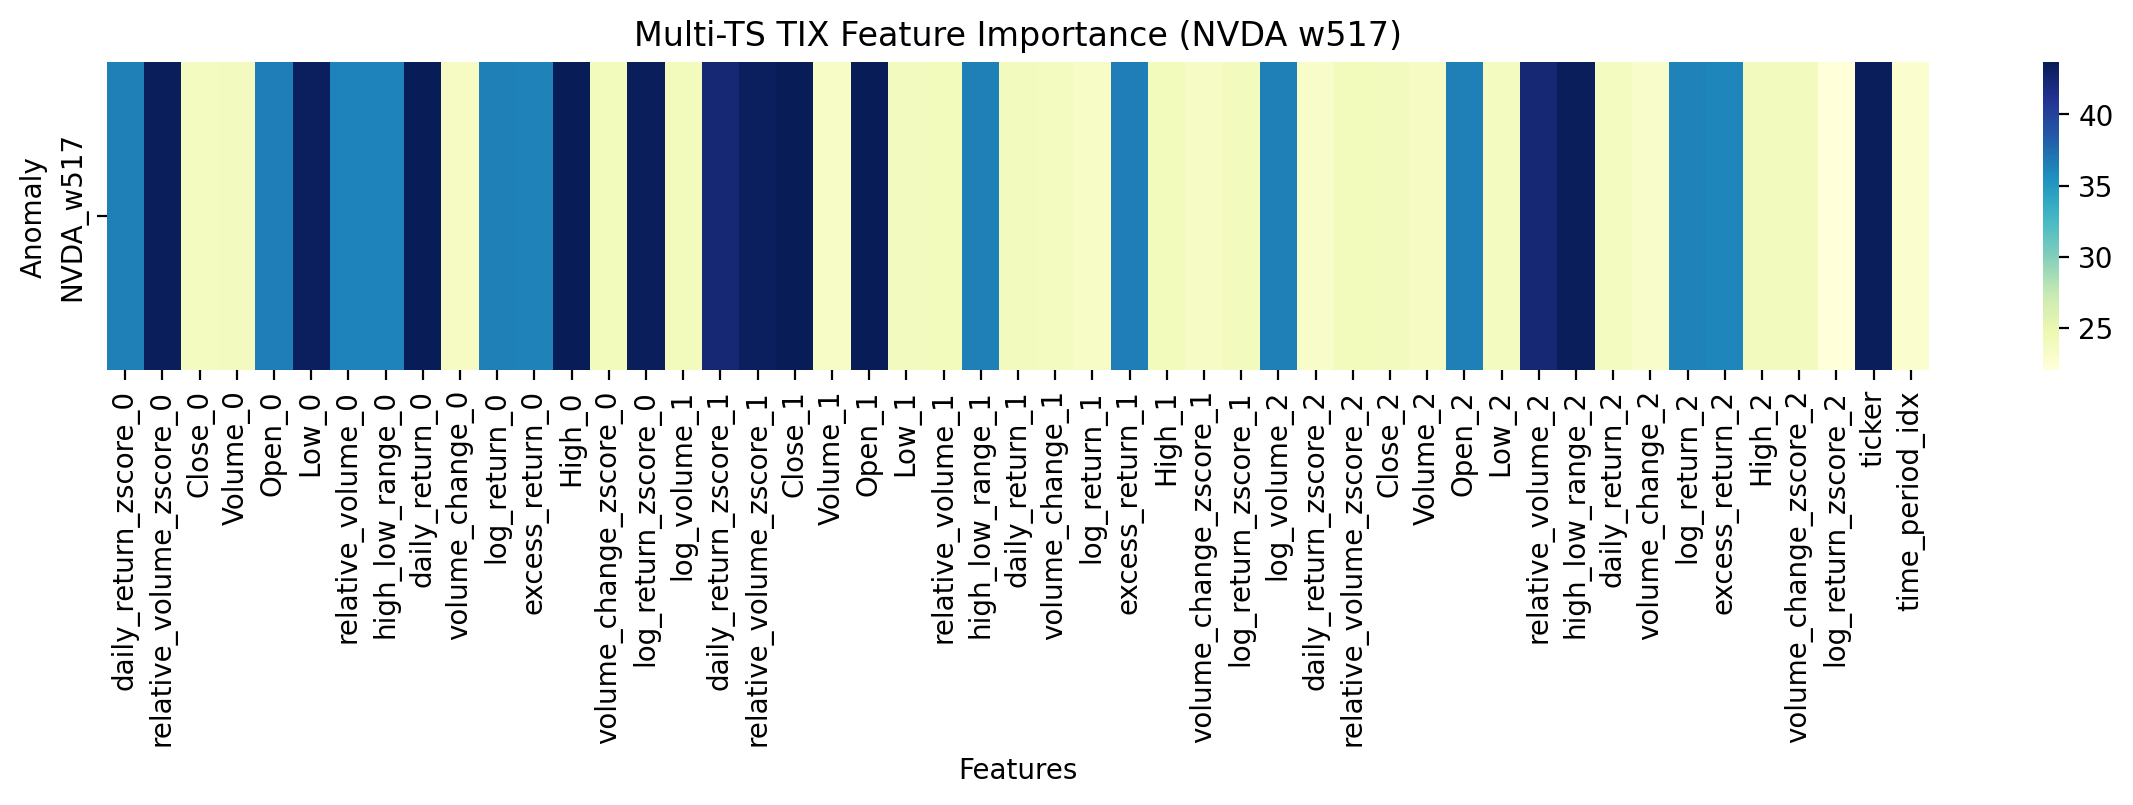 Multi-TS TIX Feature Importance (NVDA w517)
Anomaly
NVDA_w517
40
35
30
25
daily_return_zscore_0
relative_volume_zscore_0
Close_0
Volume_0
Open_0
Low_0
relative_volume_0
high_low_range_0
daily_return_0
volume_change_0
log_return_0
excess_return_0
High_0
volume_change_zscore_0
log_return_zscore_0
log_volume_1
daily_return_zscore_1
relative_volume_zscore_1
Close_1
Volume_1
Open_1
Low_1
relative_volume_1
high_low_range_1
daily_return_1
volume_change_1
log_return_1
excess_return_1
High_1
volume_change_zscore_1
log_return_zscore_1
log_volume_2
daily_return_zscore_2
relative_volume_zscore_2
Close_2
Volume_2
Open_2
Low_2
relative_volume_2
high_low_range_2
daily_return_2
volume_change_2
log_return_2
excess_return_2
High_2
volume_change_zscore_2
log_return_zscore_2
ticker
time_period_idx
Features